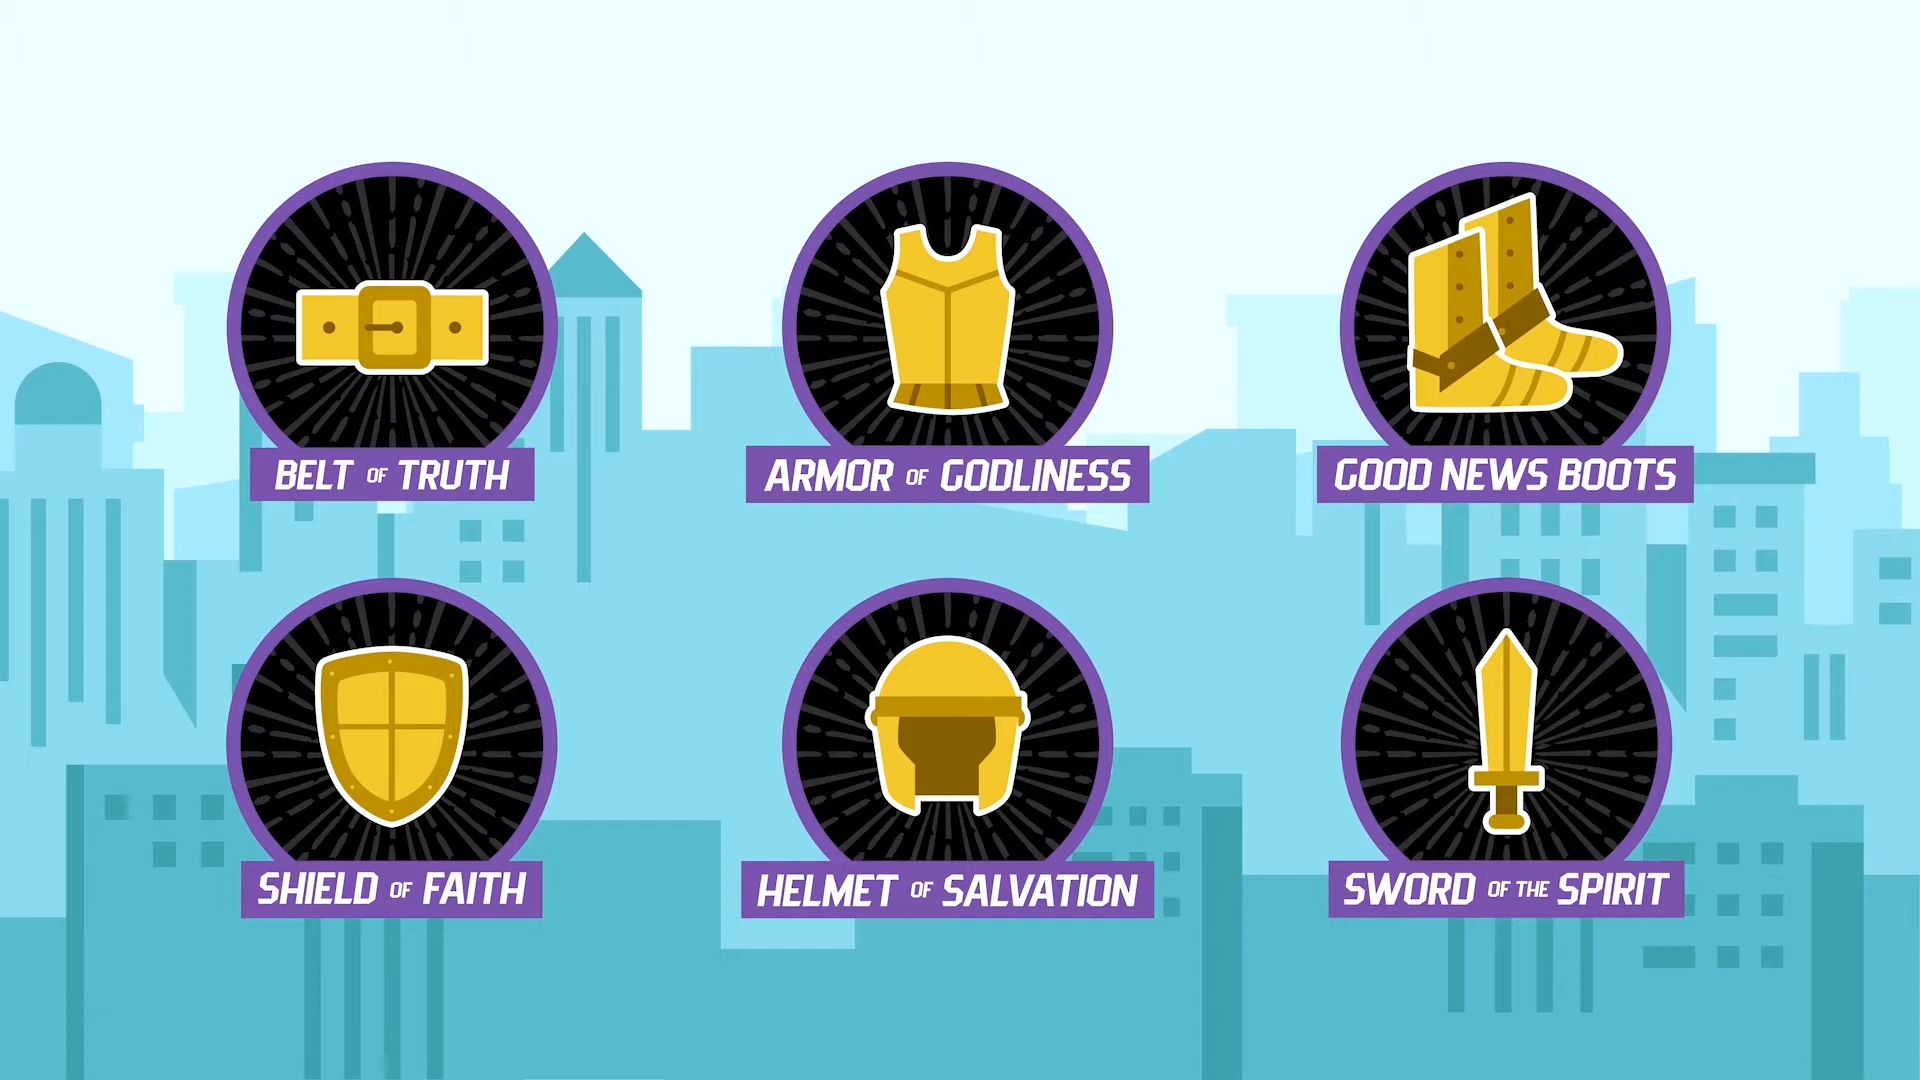 BELT OF TRUTH
ARMOR OF GODLINESS
GOOD NEWS BOOTS
SHIELD OF FAITH
HELMET OF SALVATION
SWORD OF THE SPIRIT